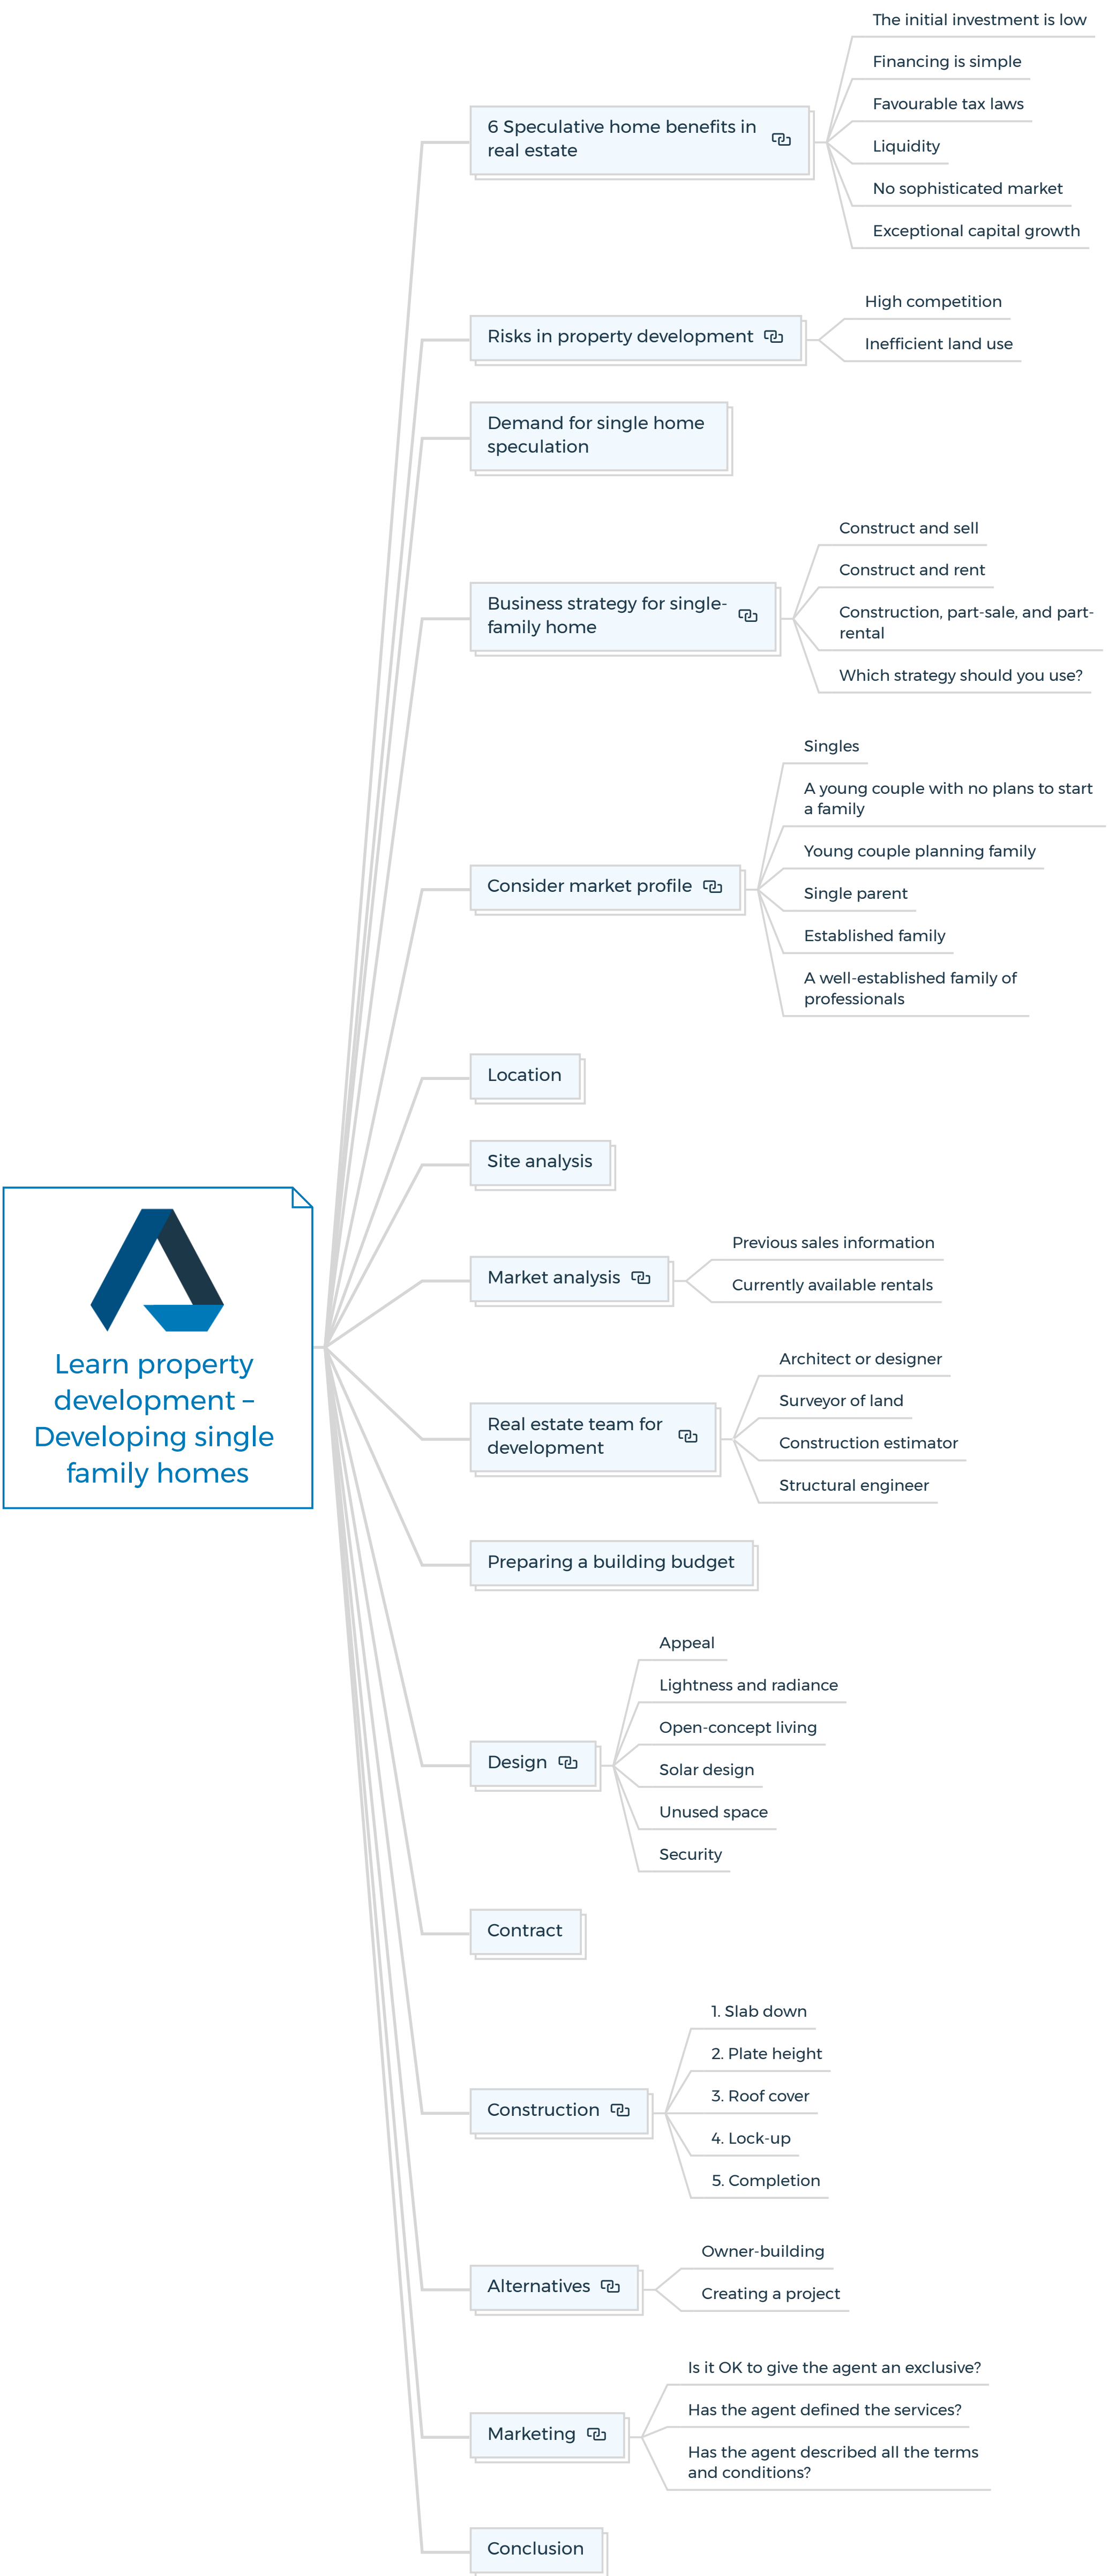 Learn property
development –
Developing single
family homes
6 Speculative home benefits in
real estate
The initial investment is low
Financing is simple
Favourable tax laws
Liquidity
No sophisticated market
Exceptional capital growth
Risks in property development
High competition
Inefficient land use
Demand for single home
speculation
Business strategy for single-
family home
Construct and sell
Construct and rent
Construction, part-sale, and part-
rental
Which strategy should you use?
Consider market profile
Singles
A young couple with no plans to start
a family
Young couple planning family
Single parent
Established family
A well-established family of
professionals
Location
Site analysis
Market analysis
Previous sales information
Currently available rentals
Real estate team for
development
Architect or designer
Surveyor of land
Construction estimator
Structural engineer
Preparing a building budget
Design
Appeal
Lightness and radiance
Open-concept living
Solar design
Unused space
Security
Contract
Construction
1. Slab down
2. Plate height
3. Roof cover
4. Lock-up
5. Completion
Alternatives
Owner-building
Creating a project
Marketing
Is it OK to give the agent an exclusive?
Has the agent defined the services?
Has the agent described all the terms
and conditions?
Conclusion